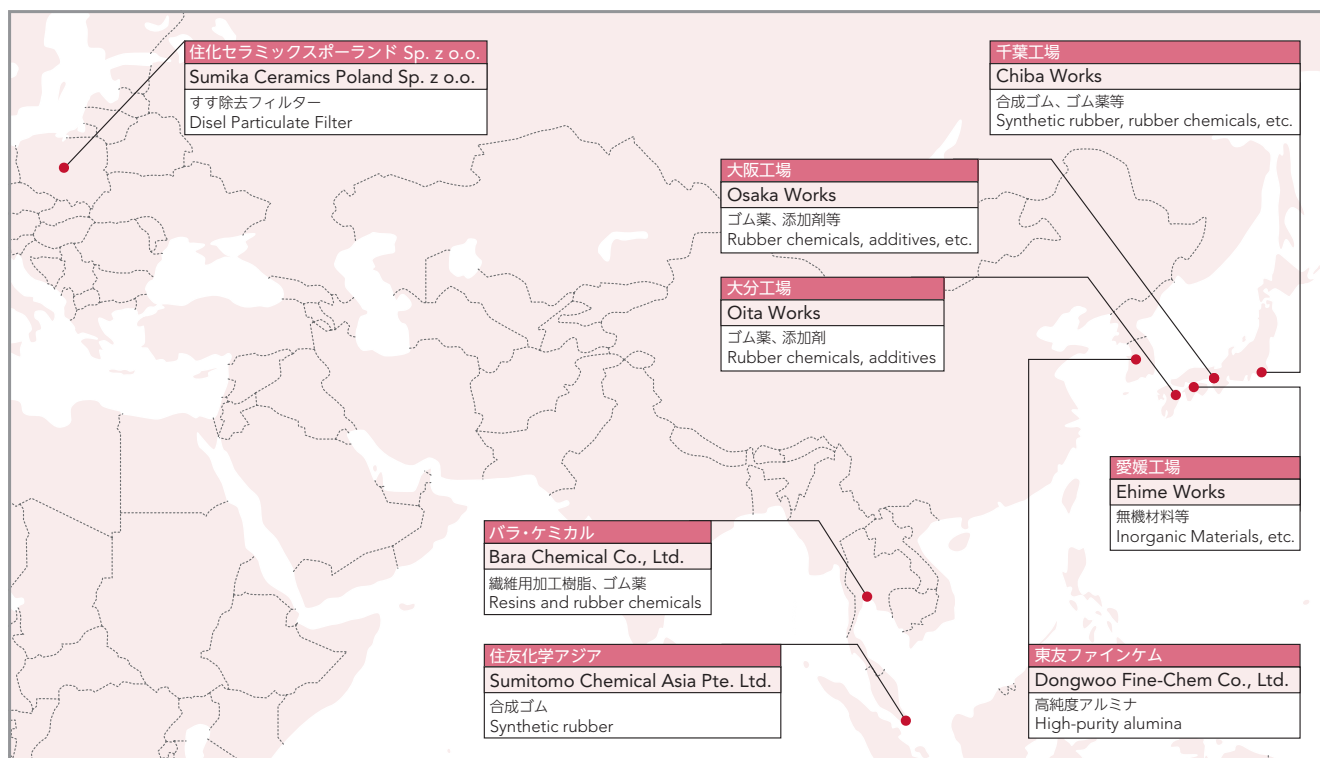 住化セラミックスポーランド Sp. z o.o.
Sumika Ceramics Poland Sp. z o.o.
すす除去フィルター
Disel Particulate Filter
千葉工場
Chiba Works
合成ゴム、ゴム薬等
Synthetic rubber, rubber chemicals, etc.
大阪工場
Osaka Works
ゴム薬、添加剤等
Rubber chemicals, additives, etc.
大分工場
Oita Works
ゴム薬、添加剤
Rubber chemicals, additives
愛媛工場
Ehime Works
無機材料等
Inorganic Materials, etc.
バラ・ケミカル
Bara Chemical Co., Ltd.
繊維用加工樹脂、ゴム薬
Resins and rubber chemicals
住友化学アジア
Sumitomo Chemical Asia Pte. Ltd.
合成ゴム
Synthetic rubber
東友ファインケム
Dongwoo Fine-Chem Co., Ltd.
高純度アルミナ
High-purity alumina